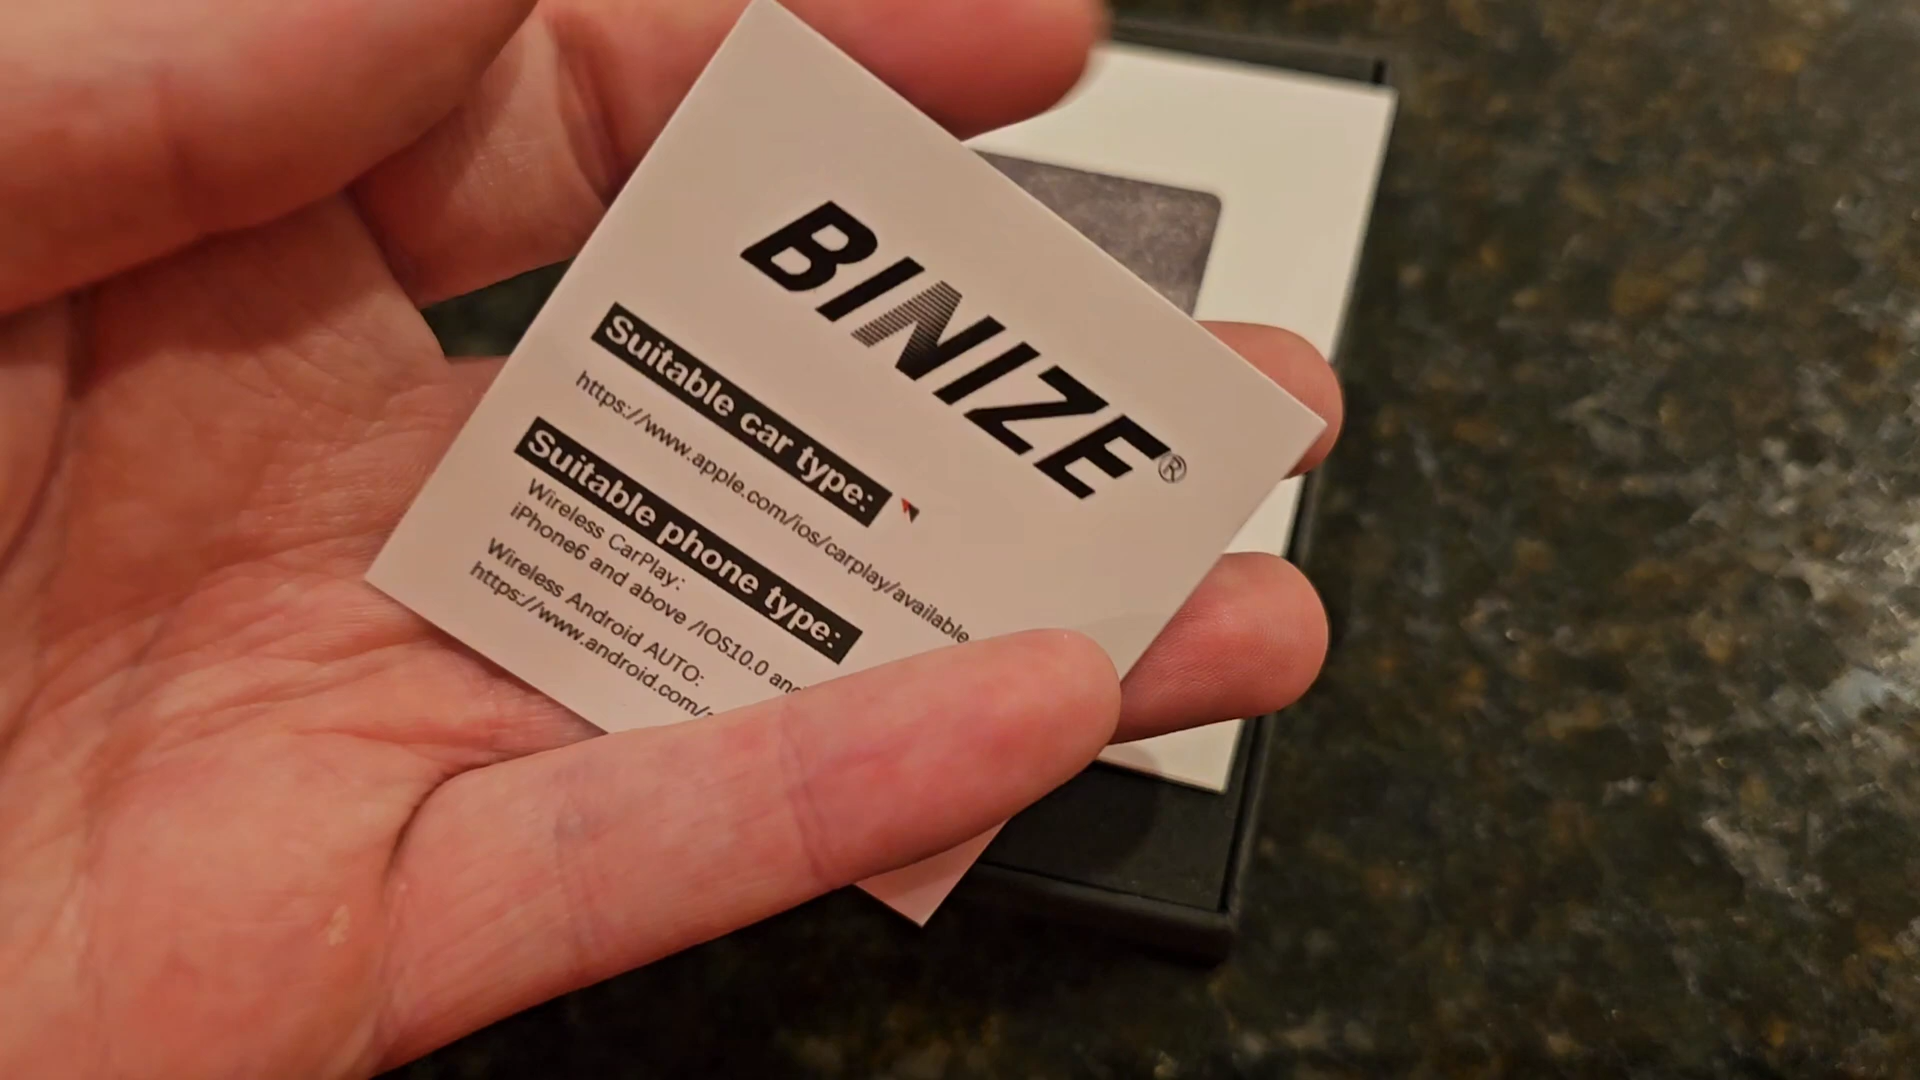 BINIZE®
Suitable car type:
https://www.apple.com/ios/carplay/available
Suitable phone type:
Wireless CarPlay:
iPhone6 and above /IOS10.0
Wireless Android AUTO:
https://www.android.com/